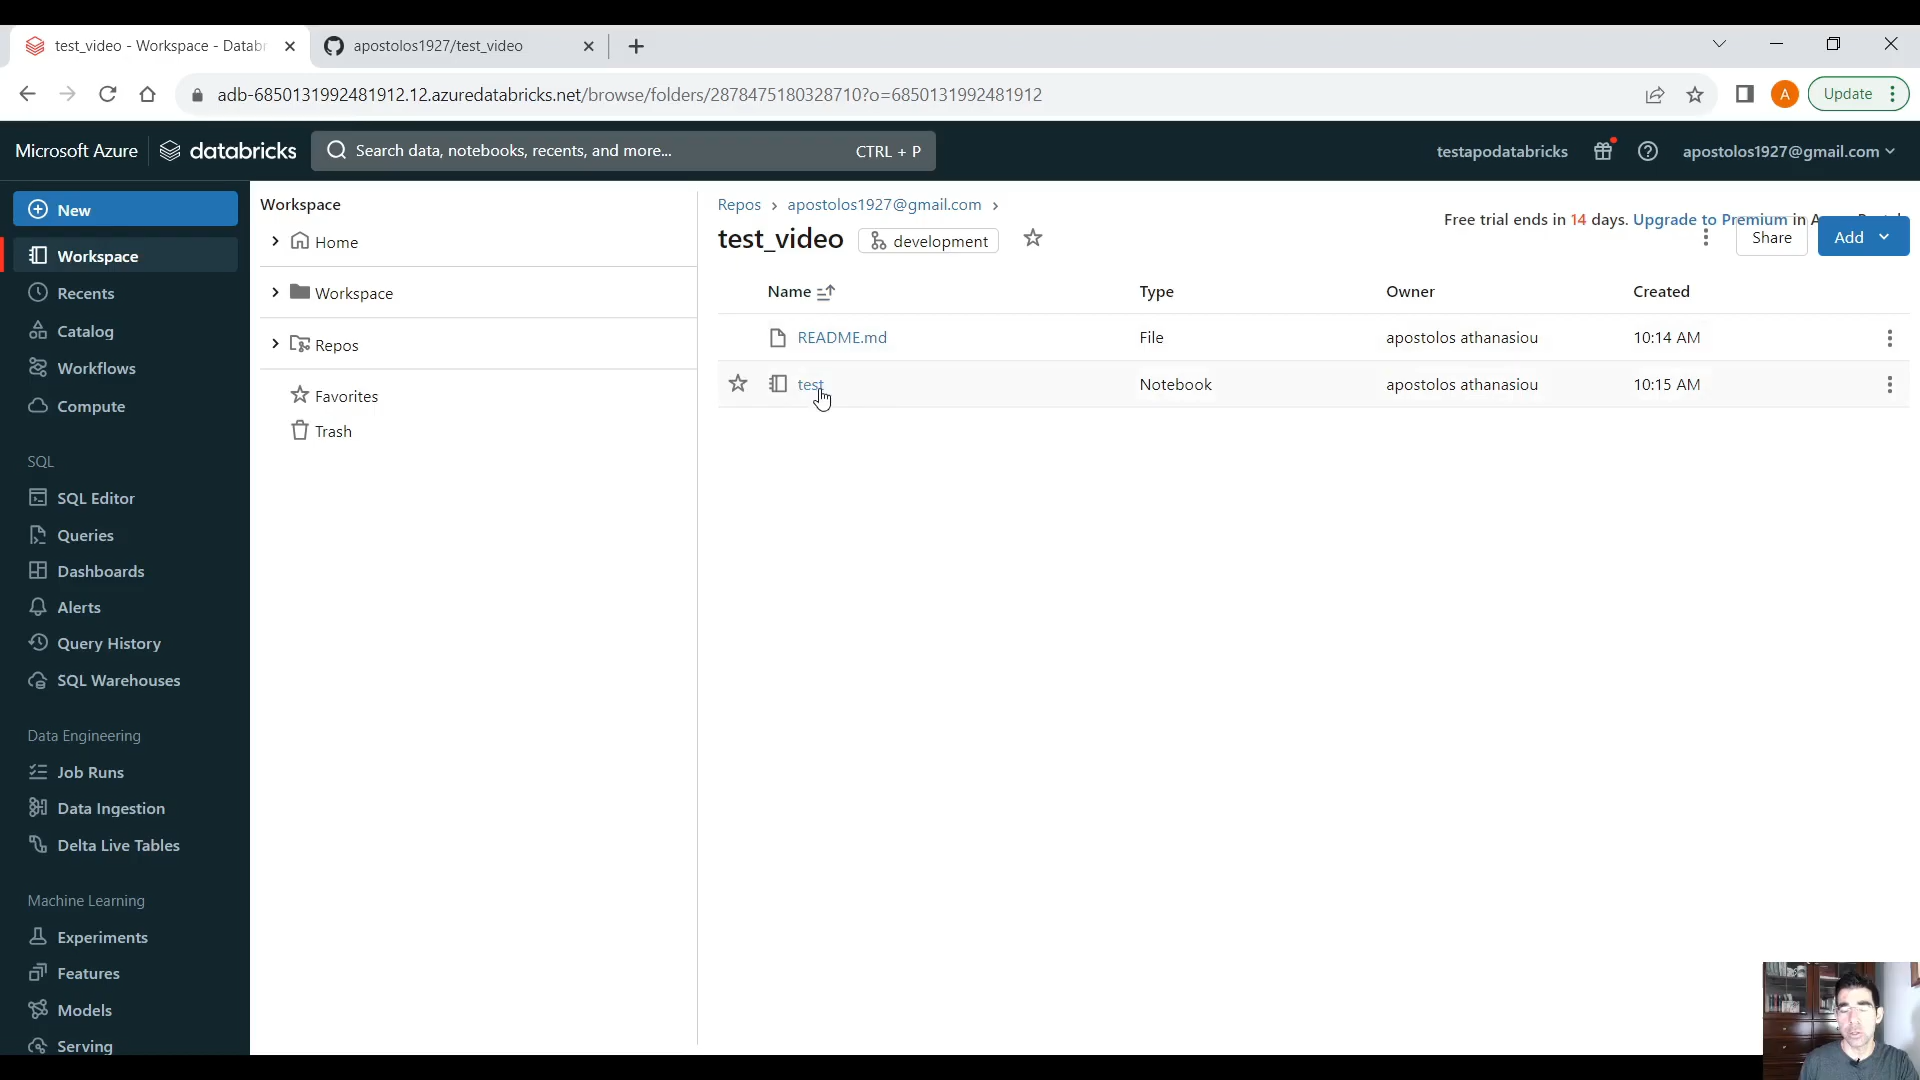 test_video - Workspace - Datab
apostolos1927/test_video
adb-6850131992481912.12.azuredatabricks.net/browse/folders/2878475180328710?o=6850131992481912
A
Update
Microsoft Azure
databricks
Search data, notebooks, recents, and more...
CTRL + P
testapodatabricks
apostolos1927@gmail.com
New
Workspace
Recents
Catalog
Workflows
Compute
SQL
SQL Editor
Queries
Dashboards
Alerts
Query History
SQL Warehouses
Data Engineering
Job Runs
Data Ingestion
Delta Live Tables
Machine Learning
Experiments
Features
Models
Serving
Workspace
Home
Workspace
Repos
Favorites
Trash
Repos > apostolos1927@gmail.com >
Free trial ends in 14 days. Upgrade to Premium in
test_video
development
Share
Add
Name Type Owner Created
README.md File apostolos athanasiou 10:14 AM
test Notebook apostolos athanasiou 10:15 AM